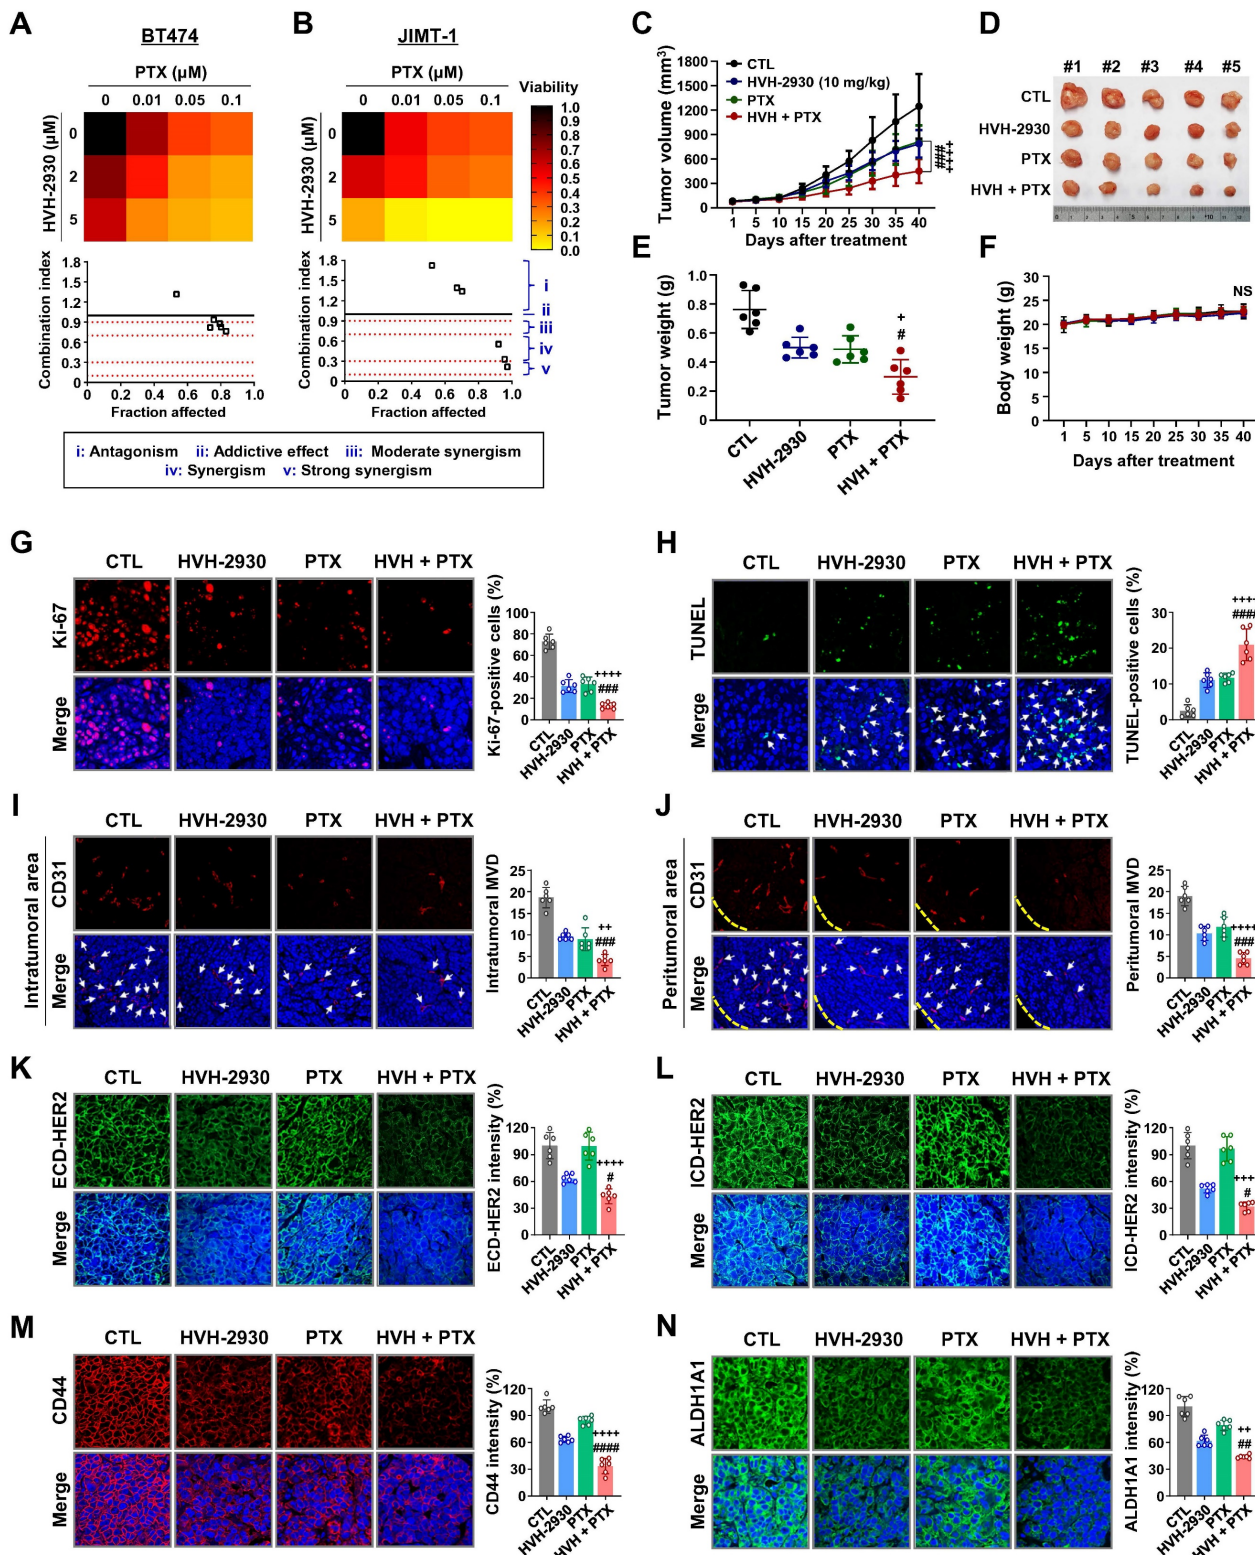 A
BT474
PTX (µM)
0 0.01 0.05 0.1
HVH-2930 (µM)
0
2
5
Combination index
1.8
1.5
1.2
0.9
0.6
0.3
0
0.0 0.2 0.4 0.6 0.8 1.0
Fraction affected
B
JIMT-1
PTX (µM)
0 0.01 0.05 0.1
HVH-2930 (µM)
0
2
5
Viability
1.0
0.9
0.8
0.7
0.6
0.5
0.4
0.3
0.2
0.1
0.0
Combination index
1.8
1.5
1.2
0.9
0.6
0.3
0
i
ii
iii
iv
v
0.0 0.2 0.4 0.6 0.8 1.0
Fraction affected
i: Antagonism ii: Addictive effect iii: Moderate synergism
iv: Synergism v: Strong synergism
C
Tumor volume (mm³)
1800
1500
1200
900
600
300
0
CTL
HVH-2930 (10 mg/kg)
PTX
HVH + PTX
###
++++
1 5 10 15 20 25 30 35 40
Days after treatment
D
#1 #2 #3 #4 #5
CTL
HVH-2930
PTX
HVH + PTX
E
Tumor weight (g)
1.0
0.8
0.6
0.4
0.2
0
+
#
CTL
HVH-2930
PTX
HVH + PTX
F
Body weight (g)
30
25
20
15
10
5
0
NS
1 5 10 15 20 25 30 35 40
Days after treatment
G
CTL HVH-2930 PTX HVH + PTX
Ki-67
Merge
Ki-67-positive cells (%)
100
80
60
40
20
0
++++
###
CTL
HVH-2930
PTX
HVH + PTX
H
CTL HVH-2930 PTX HVH + PTX
TUNEL
Merge
TUNEL-positive cells (%)
30
20
10
0
++++
####
CTL
HVH-2930
PTX
HVH + PTX
I
CTL HVH-2930 PTX HVH + PTX
Intratumoral area
CD31
Merge
Intratumoral MVD
25
20
15
10
5
0
++
###
CTL
HVH-2930
PTX
HVH + PTX
J
CTL HVH-2930 PTX HVH + PTX
Peritumoral area
CD31
Merge
Peritumoral MVD
25
20
15
10
5
0
++++
###
CTL
HVH-2930
PTX
HVH + PTX
K
CTL HVH-2930 PTX HVH + PTX
ECD-HER2
Merge
ECD-HER2 intensity (%)
120
90
60
30
0
++++
#
CTL
HVH-2930
PTX
HVH + PTX
L
CTL HVH-2930 PTX HVH + PTX
ICD-HER2
Merge
ICD-HER2 intensity (%)
120
90
60
30
0
+++
#
CTL
HVH-2930
PTX
HVH + PTX
M
CTL HVH-2930 PTX HVH + PTX
CD44
Merge
CD44 intensity (%)
120
90
60
30
0
++++
####
CTL
HVH-2930
PTX
HVH + PTX
N
CTL HVH-2930 PTX HVH + PTX
ALDH1A1
Merge
ALDH1A1 intensity (%)
120
90
60
30
0
++
##
CTL
HVH-2930
PTX
HVH + PTX